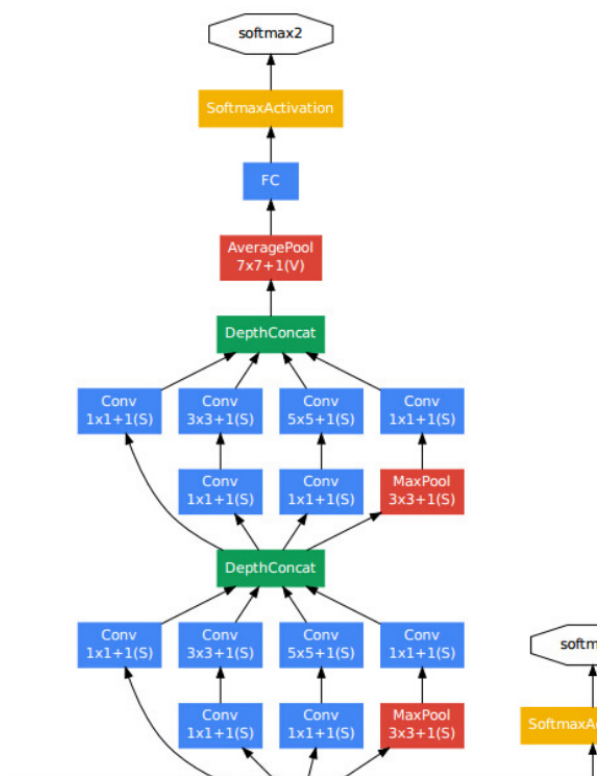 softmax2
SoftmaxActivation
FC
AveragePool
7x7+1(V)
DepthConcat
Conv
1x1+1(S)
Conv
3x3+1(S)
Conv
5x5+1(S)
Conv
1x1+1(S)
Conv
1x1+1(S)
Conv
1x1+1(S)
MaxPool
3x3+1(S)
DepthConcat
Conv
1x1+1(S)
Conv
3x3+1(S)
Conv
5x5+1(S)
Conv
1x1+1(S)
Conv
1x1+1(S)
Conv
1x1+1(S)
MaxPool
3x3+1(S)